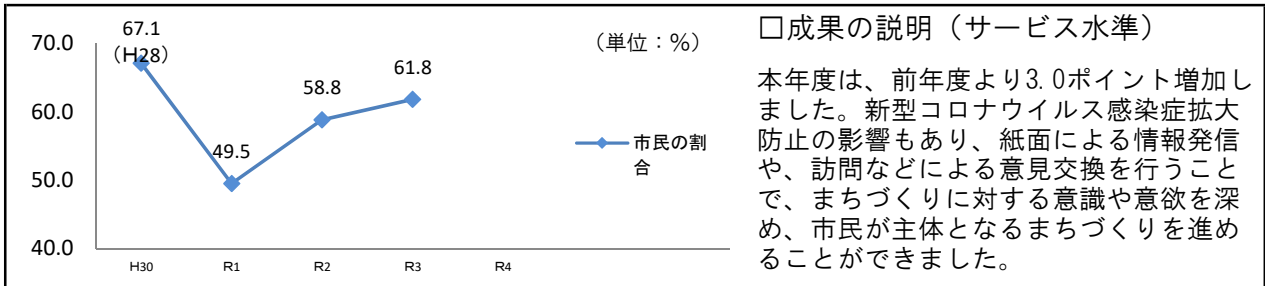 67.1
70.0
（H28）
（単位：％）
58.8
61.8
60.0
49.5
市民の割
合
50.0
40.0
H30
R1
R2
R3
R4
□成果の説明（サービス水準）
本年度は、前年度より3.0ポイント増加し
ました。新型コロナウイルス感染症拡大
防止の影響もあり、紙面による情報発信
や、訪問などによる意見交換を行うこと
で、まちづくりに対する意識や意欲を深
め、市民が主体となるまちづくりを進め
ることができました。